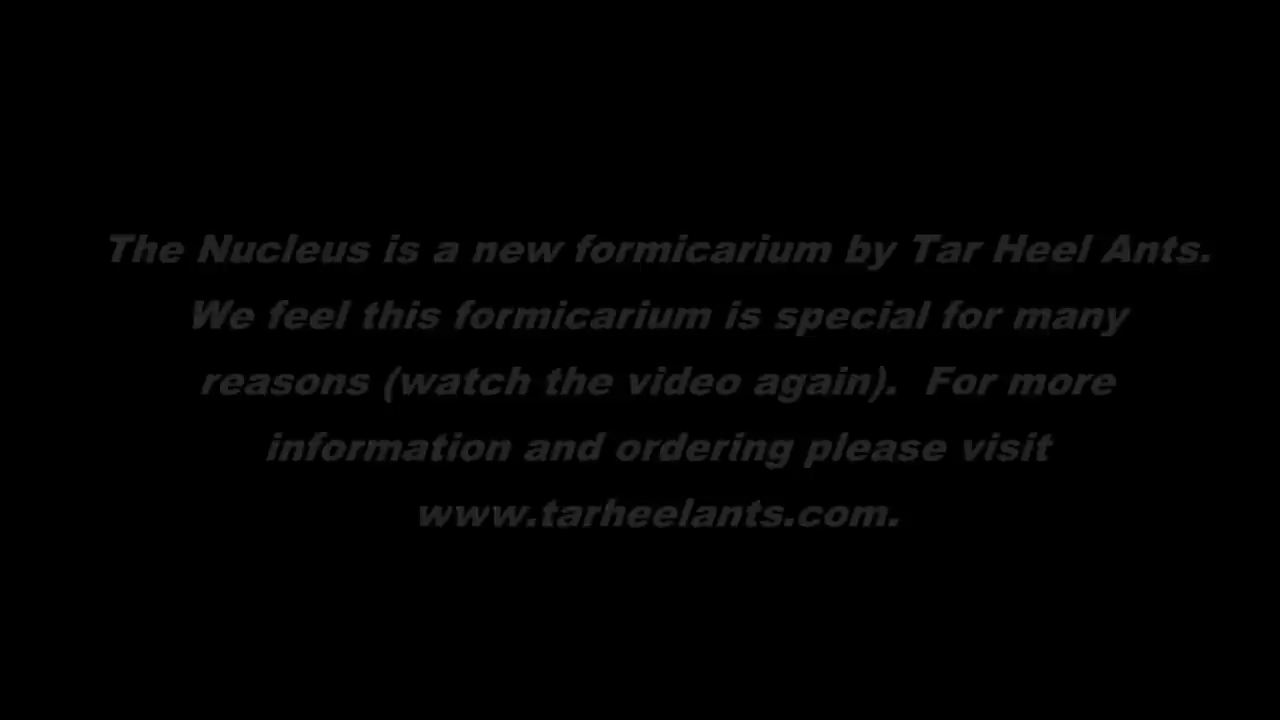 The Nucleus is a new formicarium by Tar Heel Ants.
We feel this formicarium is special for many
reasons (watch the video again).  For more
information and ordering please visit
www.tarheelants.com.